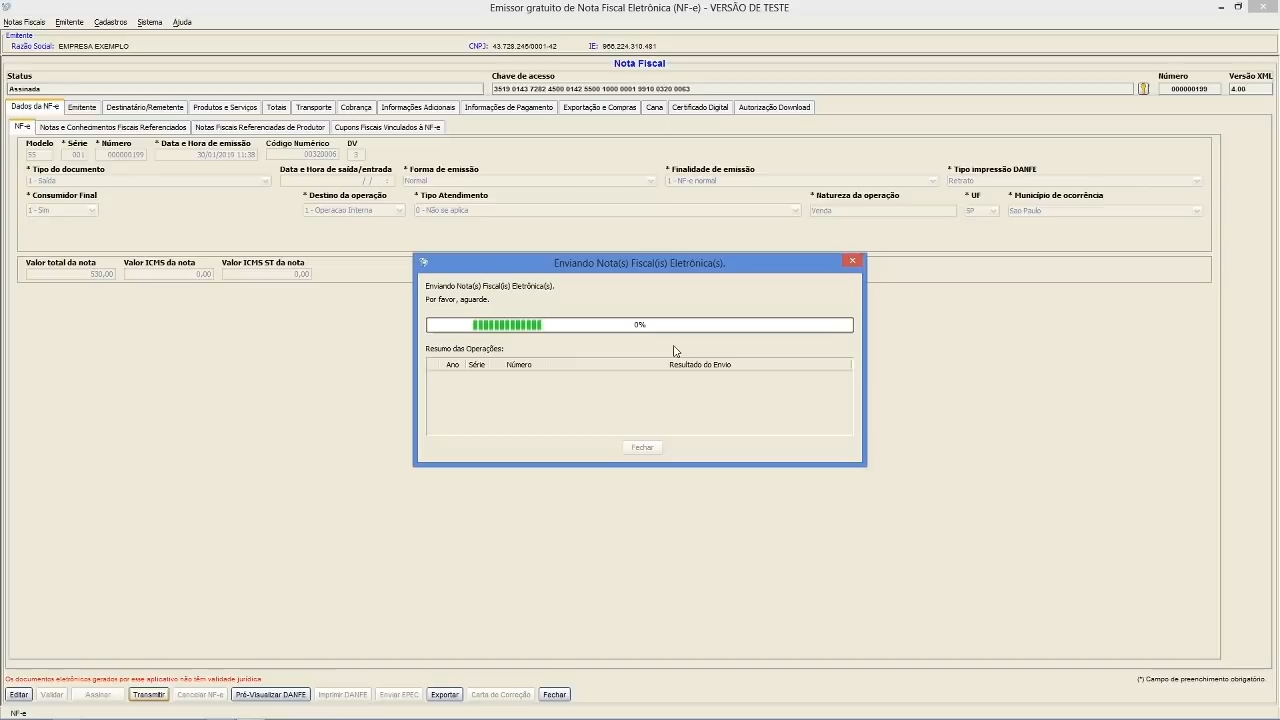 Emissor gratuito de Nota Fiscal Eletrônica (NF-e) - VERSÃO DE TESTE
Notas Fiscais Emitente Cadastros Sistema Ajuda
Emitente
Razão Social: EMPRESA EXEMPLO CNPJ: 43.728.245/0001-42 IE: 966.224.310.481
Nota Fiscal
Status Chave de acesso Número Versão XML
Assinada 3519 0143 7282 4500 0142 5500 1000 0001 9910 0320 0063 000000199 4.00
Dados da NF-e Emitente Destinatário/Remetente Produtos e Serviços Totais Transporte Cobrança Informações Adicionais Informações de Pagamento Exportação e Compras Cana Certificado Digital Autorização Download
NF-e Notas e Conhecimentos Fiscais Referenciados Notas Fiscais Referenciadas de Produtor Cupons Fiscais Vinculados à NF-e
Modelo * Série * Número * Data e Hora de emissão Código Numérico DV
55 001 000000199 30/01/2019 11:38 00320006 3
* Tipo do documento Data e Hora de saída/entrada * Forma de emissão * Finalidade de emissão * Tipo impressão DANFE
1 - Saída / / : Normal 1 - NF-e normal Retrato
* Consumidor Final * Destino da operação * Tipo Atendimento * Natureza da operação * UF * Município de ocorrência
1 - Sim 1 - Operacao Interna 0 - Não se aplica Venda SP Sao Paulo
Valor total da nota Valor ICMS da nota Valor ICMS ST da nota
530,00 0,00 0,00
Enviando Nota(s) Fiscal(is) Eletrônica(s).
Enviando Nota(s) Fiscal(is) Eletrônica(s).
Por favor, aguarde.
0%
Resumo das Operações:
Ano Série Número Resultado do Envio
Fechar
Os documentos eletrônicos gerados por esse aplicativo não têm validade jurídica (*) Campo de preenchimento obrigatório.
Editar Validar Assinar Transmitir Cancelar NF-e Pré-Visualizar DANFE Imprimir DANFE Enviar EPEC Exportar Carta de Correção Fechar
NF-e